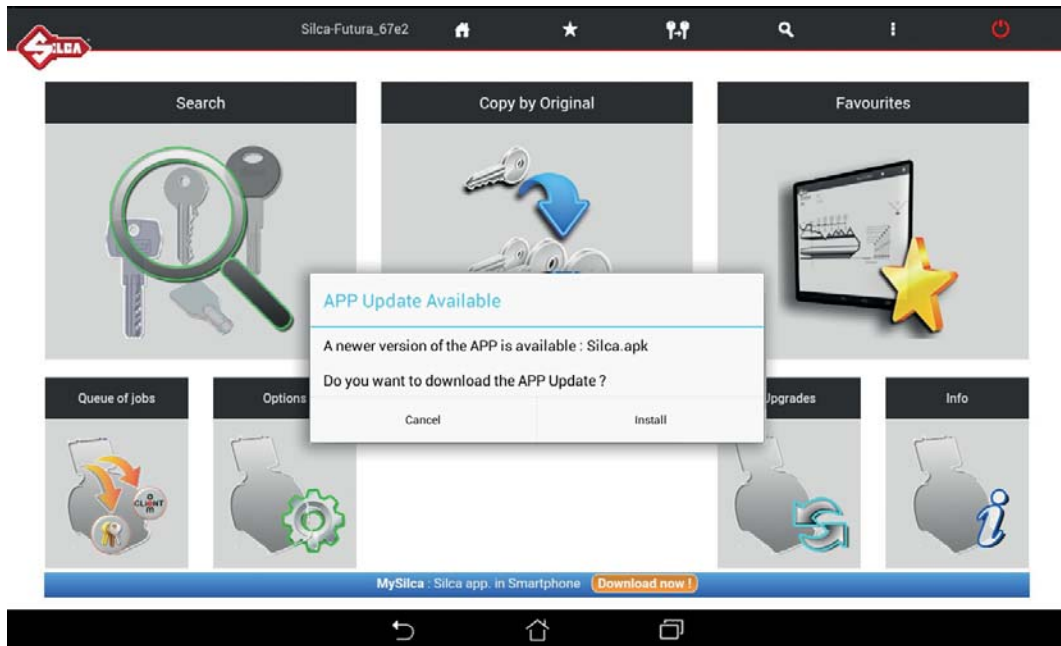 SILCA
Silca-Futura_67e2
Search
Copy by Original
Favourites
APP Update Available
A newer version of the APP is available : Silca.apk
Do you want to download the APP Update ?
Cancel
Install
Queue of jobs
Options
Upgrades
Info
CLIENT
MySilca : Silca app. in Smartphone Download now !